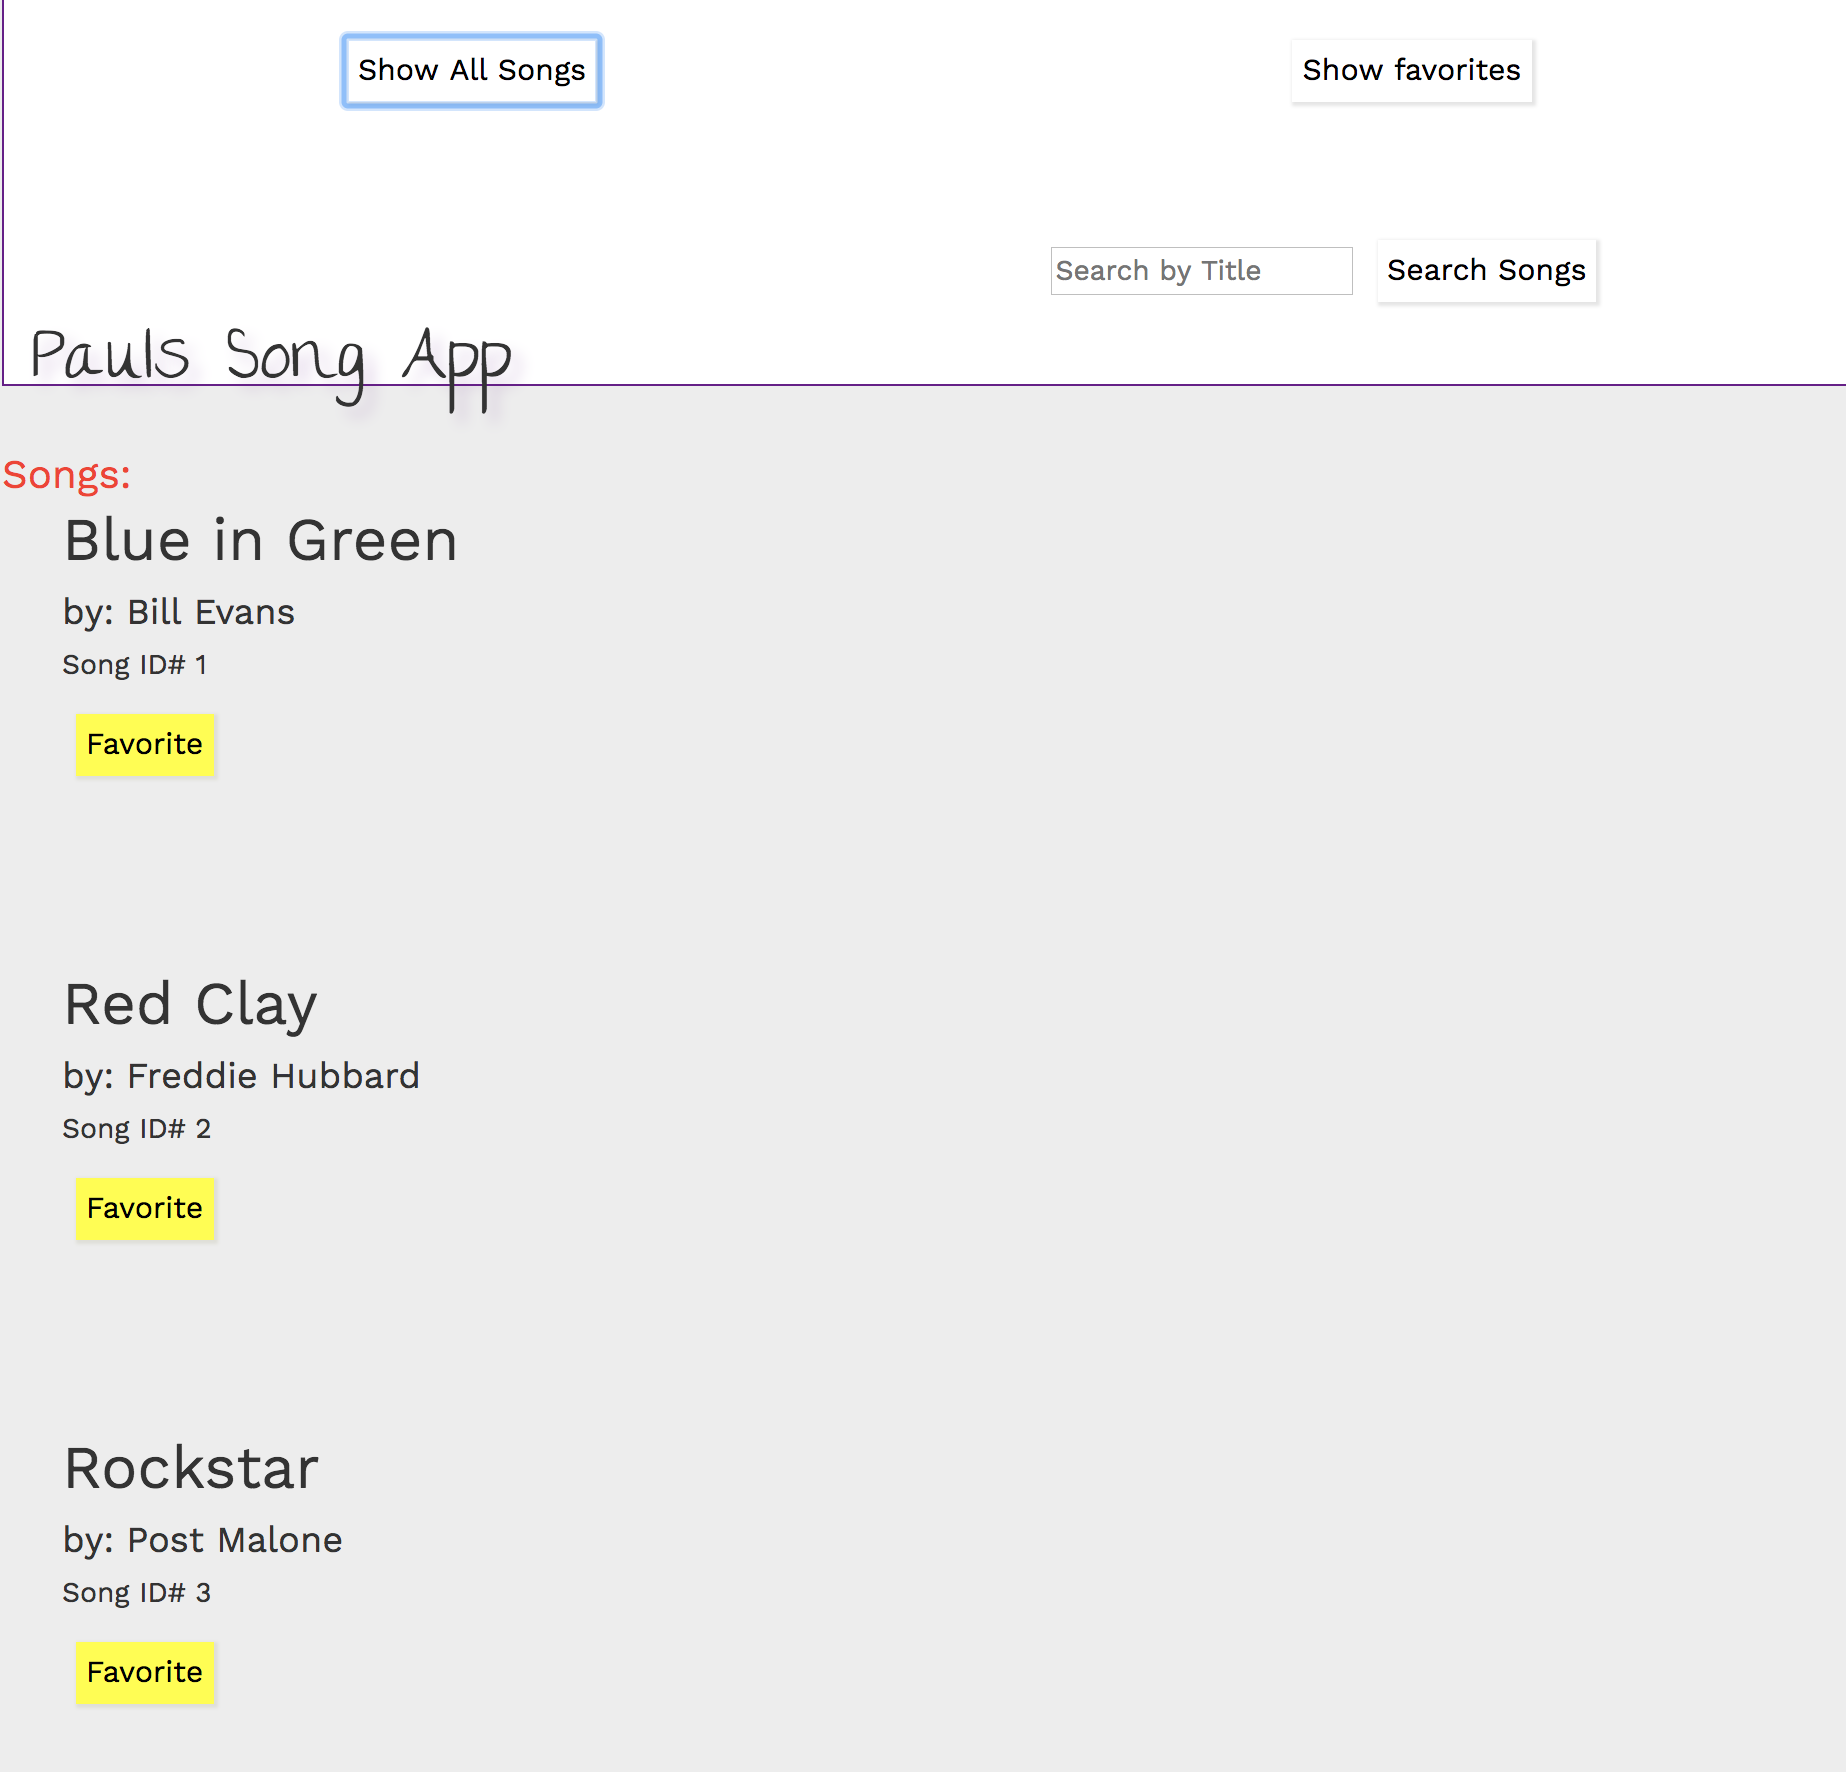 Show All Songs
Show favorites
Search by Title
Search Songs
Pauls Song App
Songs:
Blue in Green
by: Bill Evans
Song ID# 1
Favorite
Red Clay
by: Freddie Hubbard
Song ID# 2
Favorite
Rockstar
by: Post Malone
Song ID# 3
Favorite